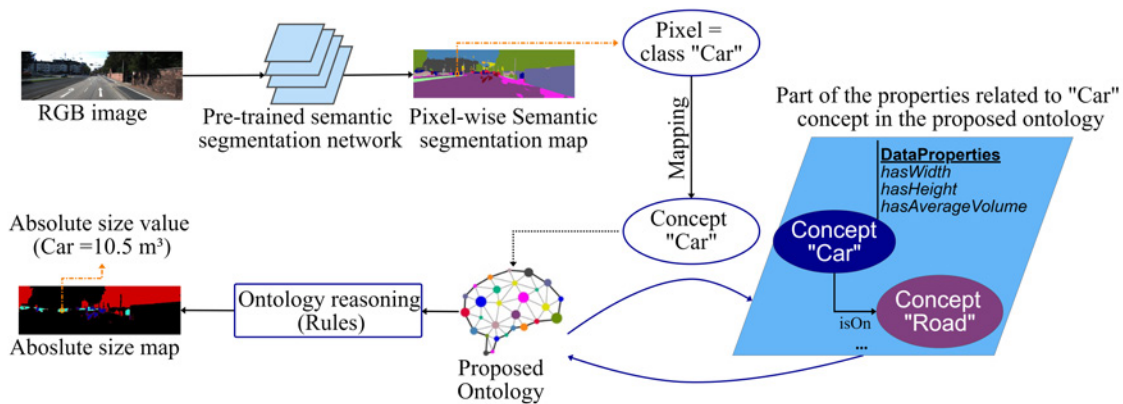 RGB image
Pre-trained semantic
segmentation network
Pixel-wise Semantic
segmentation map
Pixel =
class "Car"
Mapping
Concept
"Car"
Part of the properties related to "Car"
concept in the proposed ontology
DataProperties
hasWidth
hasHeight
hasAverageVolume
Concept
"Car"
isOn
Concept
"Road"
...
Proposed
Ontology
Ontology reasoning
(Rules)
Absolute size value
(Car =10.5 m³)
Aboslute size map